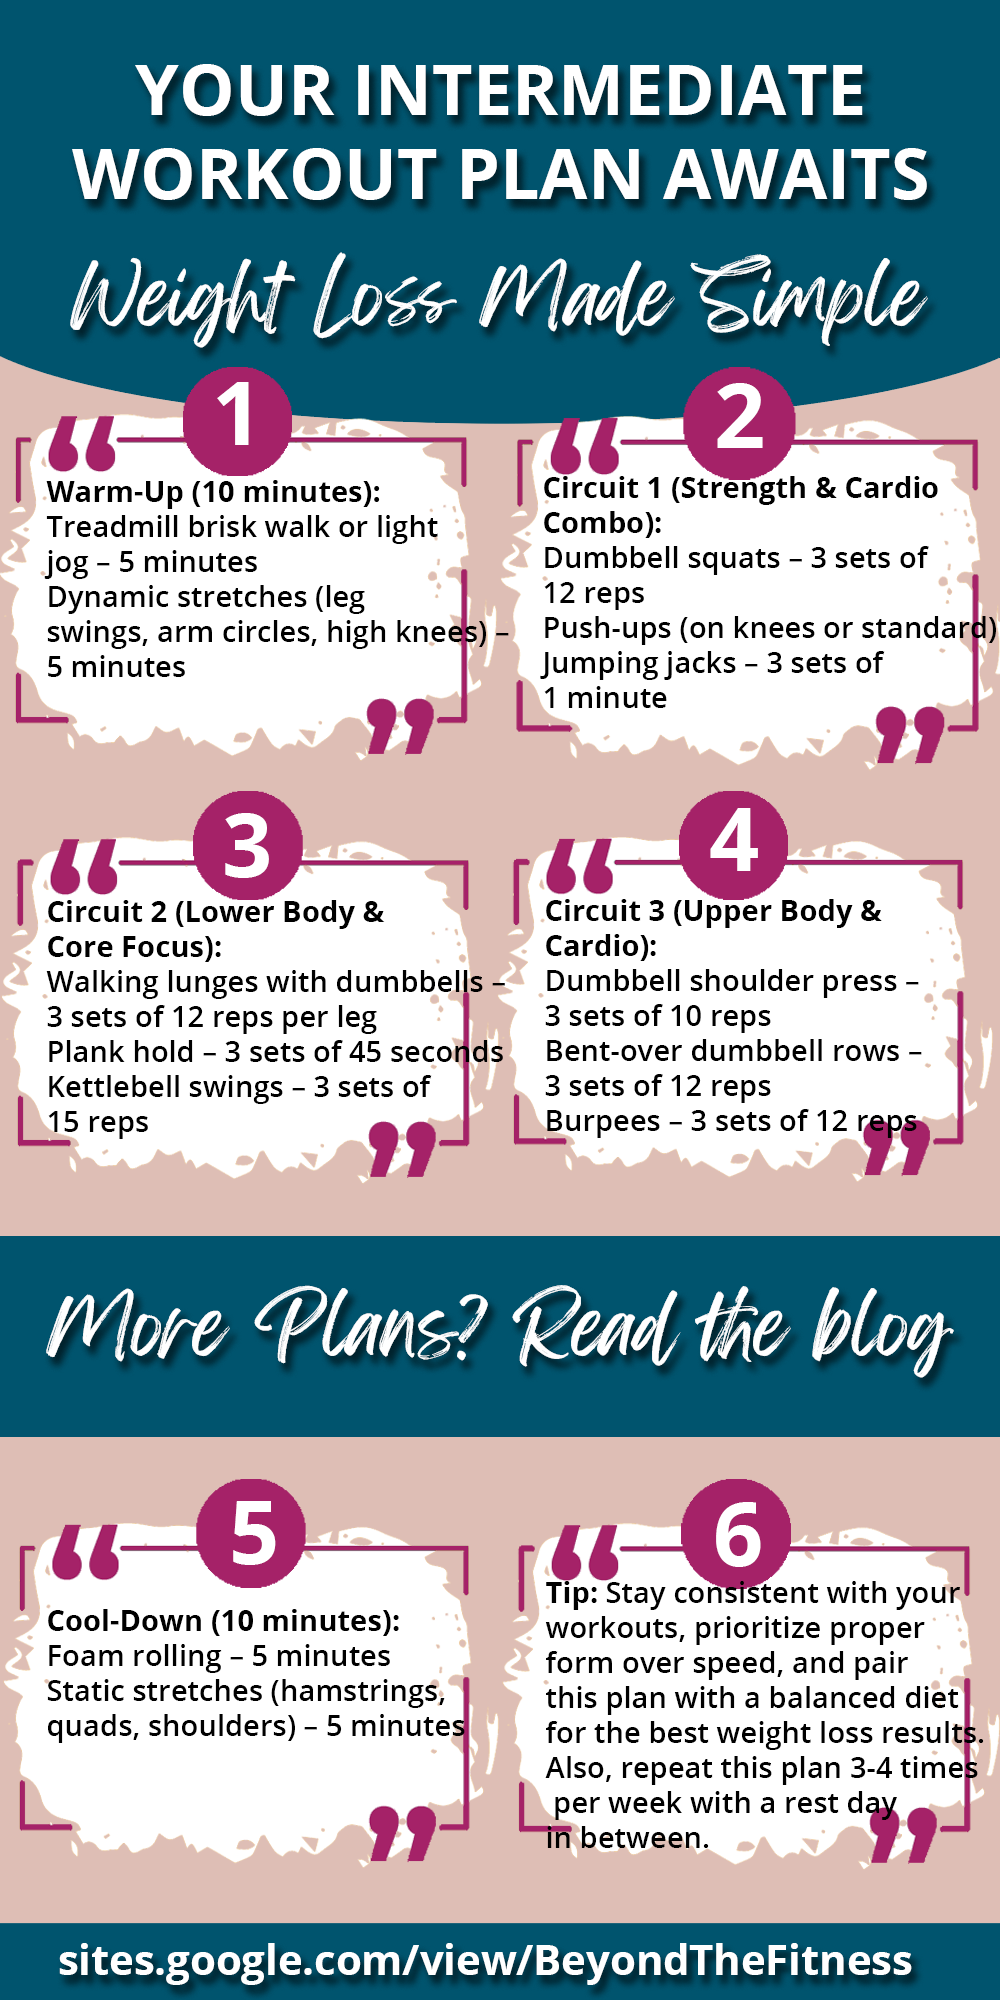 YOUR INTERMEDIATE
WORKOUT PLAN AWAITS
Weight Loss Made Simple
1
Warm-Up (10 minutes):
Treadmill brisk walk or light
jog – 5 minutes
Dynamic stretches (leg
swings, arm circles, high knees) –
5 minutes
2
Circuit 1 (Strength & Cardio
Combo):
Dumbbell squats – 3 sets of
12 reps
Push-ups (on knees or standard)
Jumping jacks – 3 sets of
1 minute
3
Circuit 2 (Lower Body &
Core Focus):
Walking lunges with dumbbells –
3 sets of 12 reps per leg
Plank hold – 3 sets of 45 seconds
Kettlebell swings – 3 sets of
15 reps
4
Circuit 3 (Upper Body &
Cardio):
Dumbbell shoulder press –
3 sets of 10 reps
Bent-over dumbbell rows –
3 sets of 12 reps
Burpees – 3 sets of 12 reps
More Plans? Read the blog
5
Cool-Down (10 minutes):
Foam rolling – 5 minutes
Static stretches (hamstrings,
quads, shoulders) – 5 minutes
6
Tip: Stay consistent with your
workouts, prioritize proper
form over speed, and pair
this plan with a balanced diet
for the best weight loss results.
Also, repeat this plan 3-4 times
per week with a rest day
in between.
sites.google.com/view/BeyondTheFitness